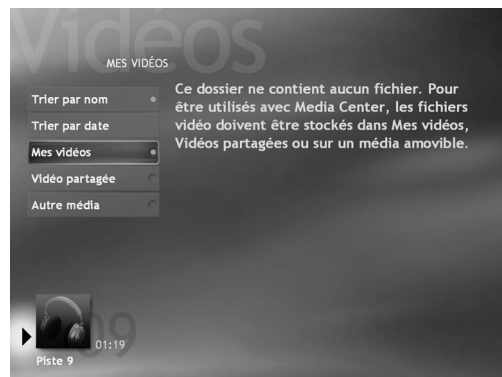 Vidéos
MES VIDÉOS
Trier par nom
Trier par date
Mes vidéos
Vidéo partagée
Autre média
Ce dossier ne contient aucun fichier. Pour
être utilisés avec Media Center, les fichiers
vidéo doivent être stockés dans Mes vidéos,
Vidéos partagées ou sur un média amovible.
09
01:19
Piste 9